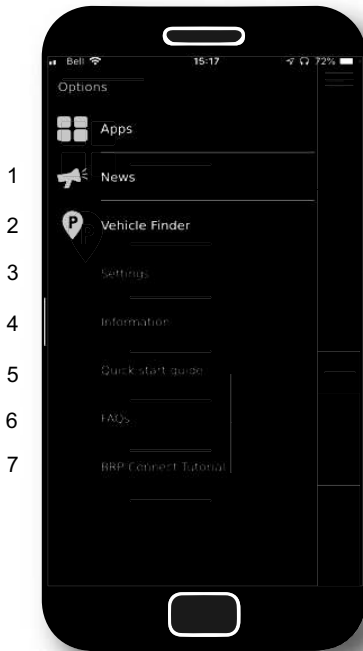 Bell 15:17 72%
Options
Apps
1 News
2 Vehicle Finder
3 Settings
4 Information
5 Quick start guide
6 FAQs
7 BRP Connect Tutorial